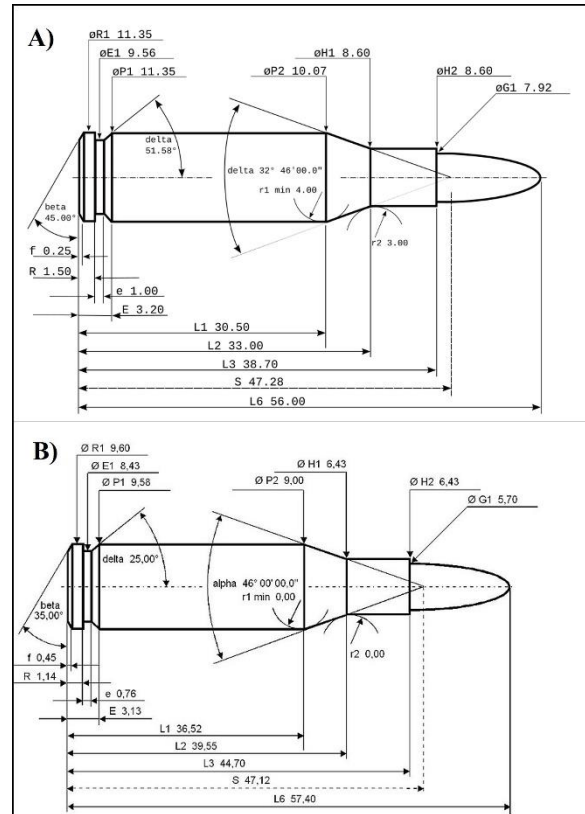 A)
øR1 11.35
øE1 9.56
øP1 11.35
øH1 8.60
øP2 10.07
øH2 8.60
øG1 7.92
delta
51.58°
delta 32° 46°00.0"
r1 min 4.00
beta
45.00°
r2 3.00
f 0.25
R 1.50
e 1.00
E 3.20
L1 30.50
L2 33.00
L3 38.70
S 47.28
L6 56.00
B)
Ø R1 9,60
Ø E1 8,43
Ø P1 9,58
Ø H1 6,43
Ø P2 9,00
Ø H2 6,43
Ø G1 5,70
delta 25,00°
alpha 46° 00'00.0"
r1 min 0,00
beta
35,00°
r2 0,00
f 0,45
R 1,14
e 0,76
E 3,13
L1 36,52
L2 39,55
L3 44,70
S 47,12
L6 57,40